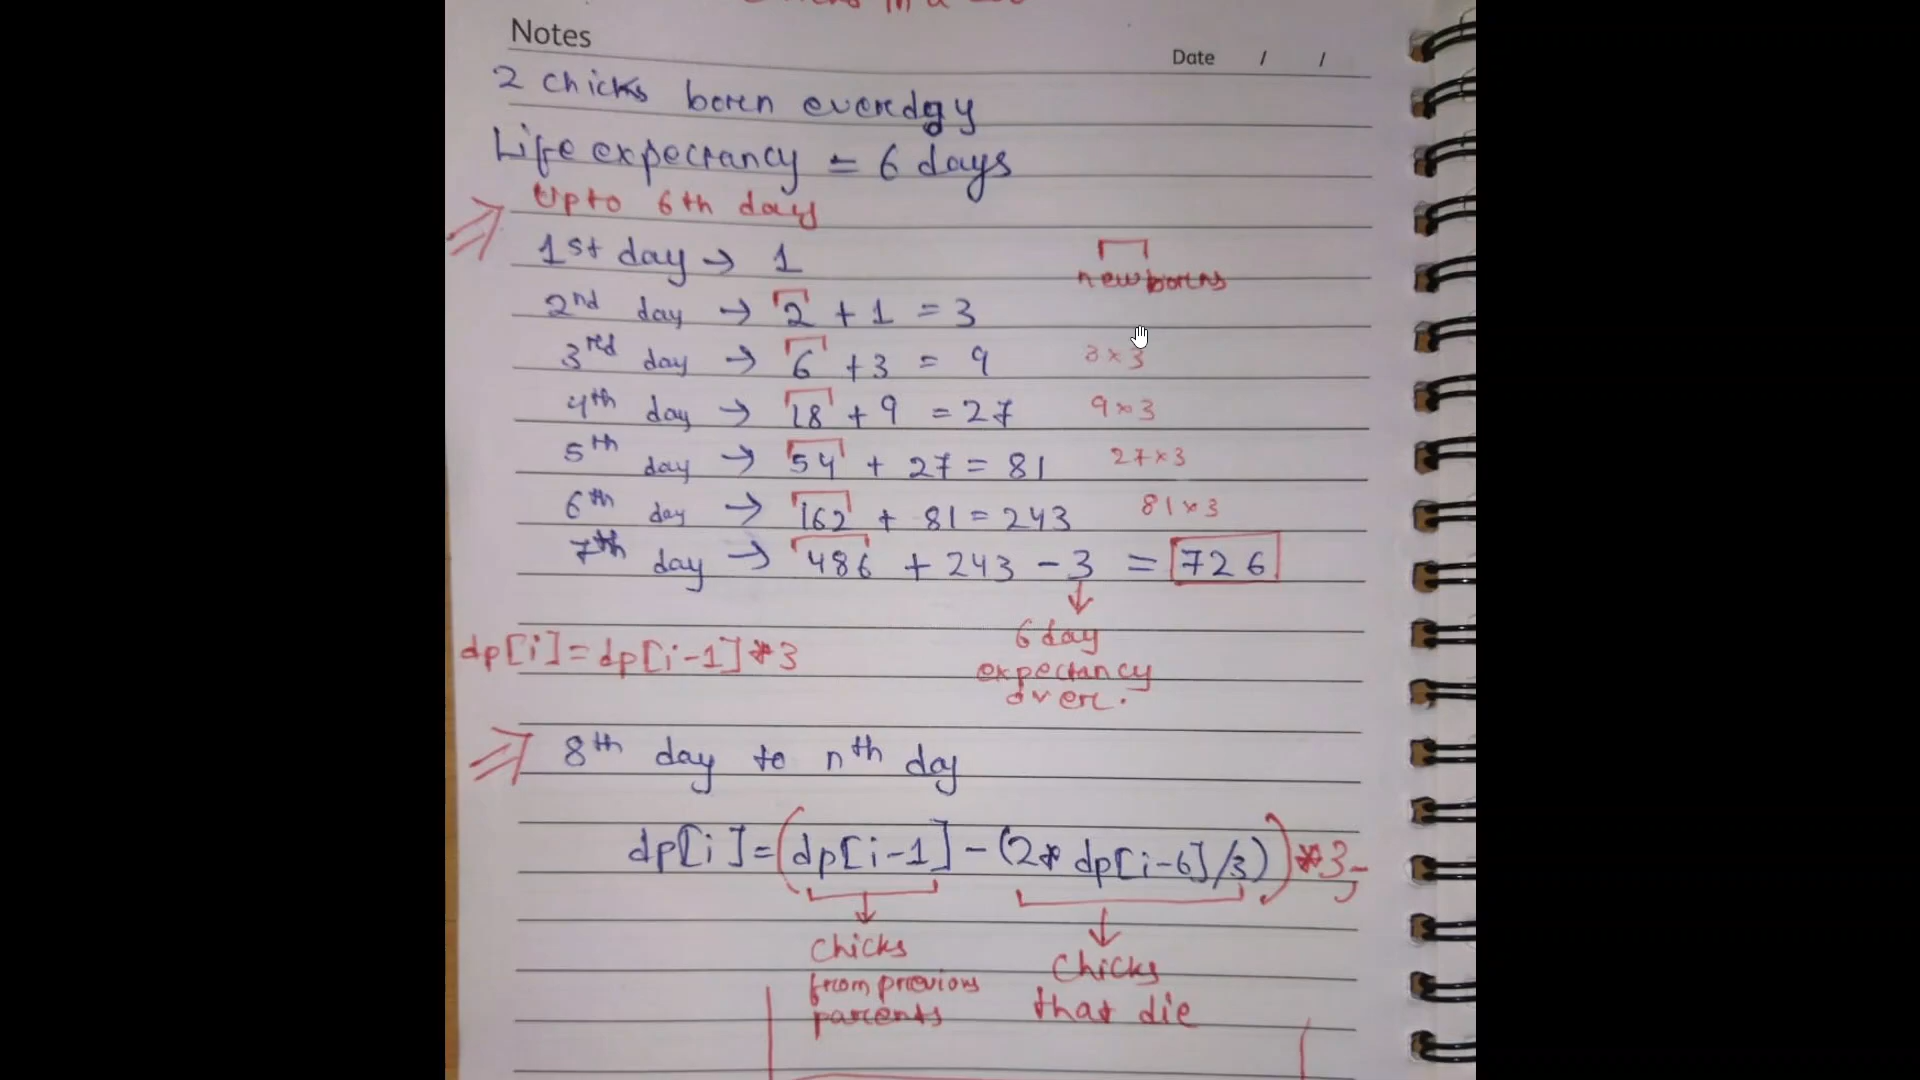 Notes
Date / /
2 chicks born everday
Life expectancy = 6 days
Upto 6th days
1st day → 1
newborns
2nd day → 2 + 1 = 3
3rd day → 6 + 3 = 9 3 × 3
4th day → 18 + 9 = 27 9 × 3
5th day → 54 + 27 = 81 27 × 3
6th day → 162 + 81 = 243 81 × 3
7th day → 486 + 243 - 3 = 726
6 day
expectancy
over.
dp[i] = dp[i-1] * 3
8th day to nth day
dp[i] = (dp[i-1] - (2* dp[i-6]/3)) *3
Chicks
from previous
parents
Chicks
that die